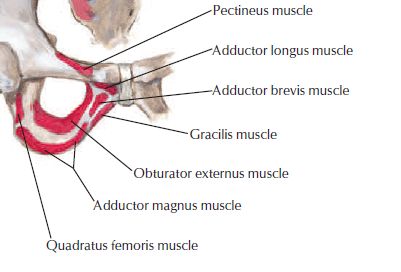 Pectineus muscle
Adductor longus muscle
Adductor brevis muscle
Gracilis muscle
Obturator externus muscle
Adductor magnus muscle
Quadratus femoris muscle